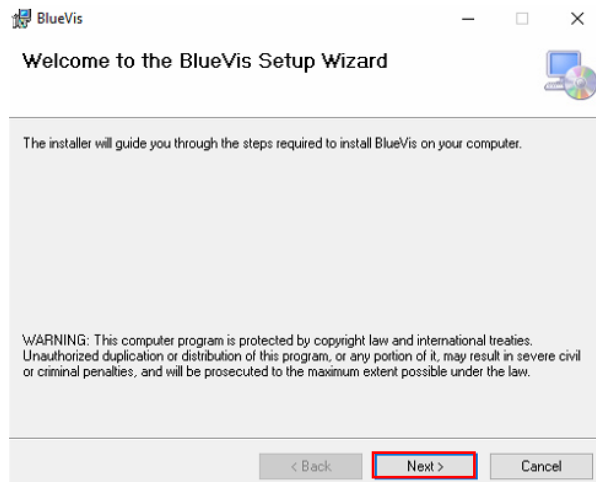 BlueVis
Welcome to the BlueVis Setup Wizard
The installer will guide you through the steps required to install BlueVis on your computer.
WARNING: This computer program is protected by copyright law and international treaties.
Unauthorized duplication or distribution of this program, or any portion of it, may result in severe civil
or criminal penalties, and will be prosecuted to the maximum extent possible under the law.
< Back
Next >
Cancel